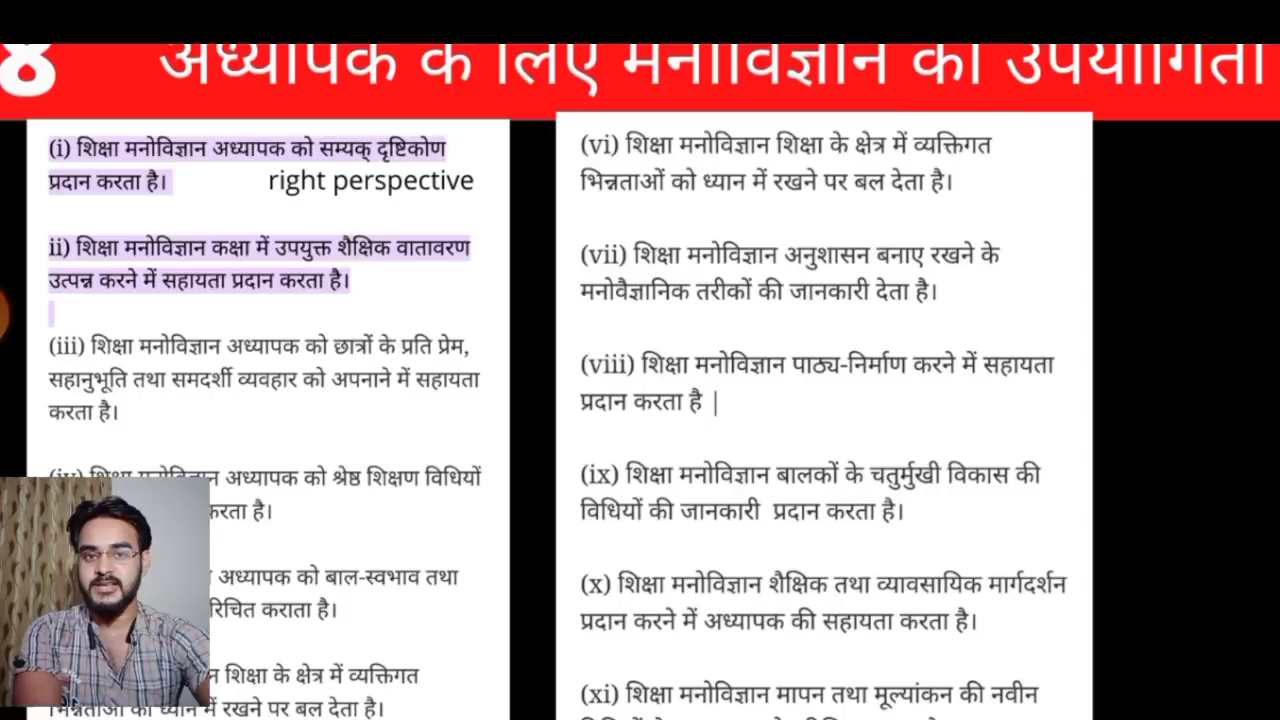 8 अध्यापक के लिए मनोविज्ञान की उपयोगिता
(i) शिक्षा मनोविज्ञान अध्यापक को सम्यक् दृष्टिकोण
प्रदान करता है।
right perspective
ii) शिक्षा मनोविज्ञान कक्षा में उपयुक्त शैक्षिक वातावरण
उत्पन्न करने में सहायता प्रदान करता है।
(iii) शिक्षा मनोविज्ञान अध्यापक को छात्रों के प्रति प्रेम,
सहानुभूति तथा समदर्शी व्यवहार को अपनाने में सहायता
करता है।
(iv) शिक्षा मनोविज्ञान अध्यापक को श्रेष्ठ शिक्षण विधियों
करता है।
अध्यापक को बाल-स्वभाव तथा
रिचित कराता है।
न शिक्षा के क्षेत्र में व्यक्तिगत
भिन्नताओं को ध्यान में रखने पर बल देता है।
(vi) शिक्षा मनोविज्ञान शिक्षा के क्षेत्र में व्यक्तिगत
भिन्नताओं को ध्यान में रखने पर बल देता है।
(vii) शिक्षा मनोविज्ञान अनुशासन बनाए रखने के
मनोवैज्ञानिक तरीकों की जानकारी देता है।
(viii) शिक्षा मनोविज्ञान पाठ्य-निर्माण करने में सहायता
प्रदान करता है |
(ix) शिक्षा मनोविज्ञान बालकों के चतुर्मुखी विकास की
विधियों की जानकारी प्रदान करता है।
(x) शिक्षा मनोविज्ञान शैक्षिक तथा व्यावसायिक मार्गदर्शन
प्रदान करने में अध्यापक की सहायता करता है।
(xi) शिक्षा मनोविज्ञान मापन तथा मूल्यांकन की नवीन